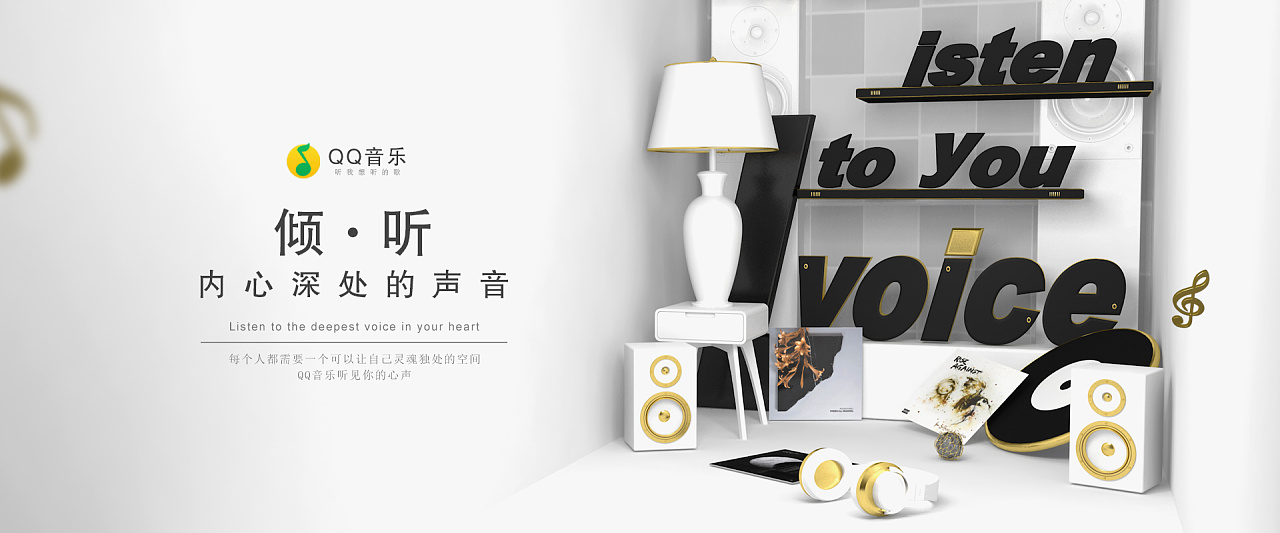 QQ音乐
听我想听的歌
倾·听
内心深处的声音
Listen to the deepest voice in your heart
每个人都需要一个可以让自己灵魂独处的空间
QQ音乐听见你的心声
listen
to You
voice
RISE
AGAINST